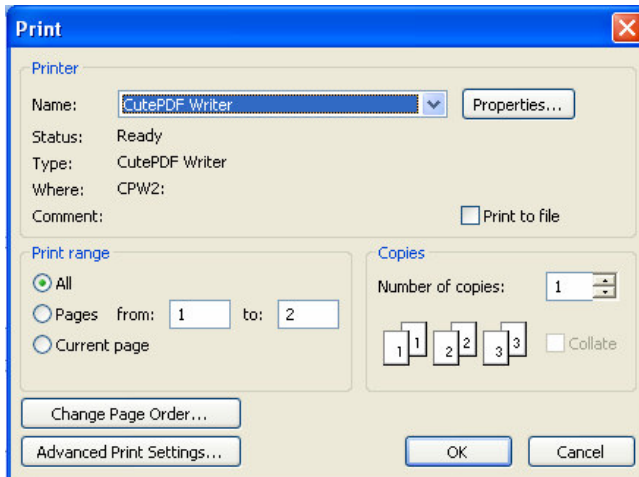 Print
Printer
Name: CutePDF Writer Properties...
Status: Ready
Type: CutePDF Writer
Where: CPW2:
Comment: Print to file
Print range
All
Pages from: 1 to: 2
Current page
Copies
Number of copies: 1
1 1 2 2 3 3 Collate
Change Page Order...
Advanced Print Settings... OK Cancel